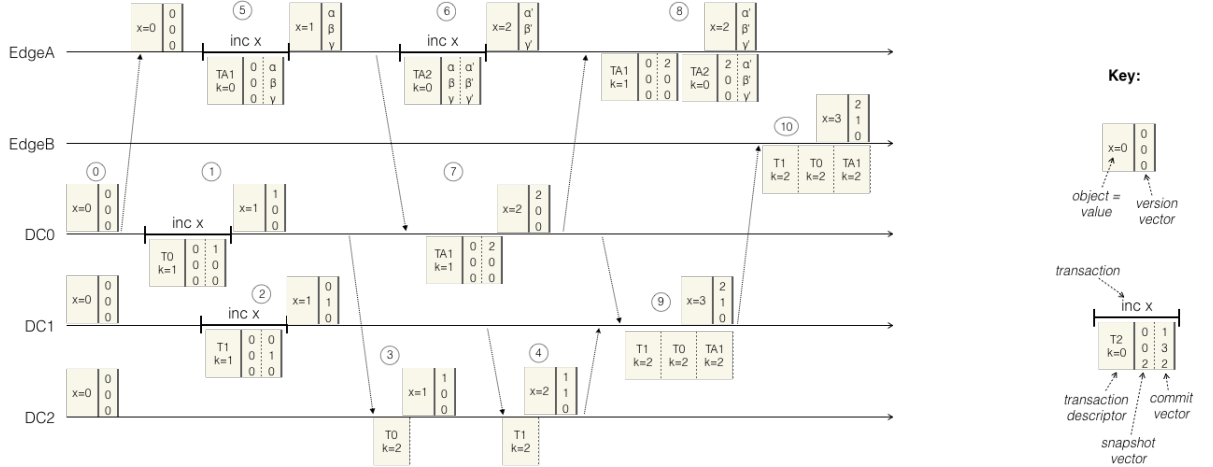 5
6
8
x=0
0
0
0
x=1
α
β
γ
x=2
α'
β'
γ'
x=2
α'
β'
γ'
inc x
inc x
EdgeA
TA1
k=0
0
0
0
α
β
γ
TA2
k=0
α
β
γ
α'
β'
γ'
TA1
k=1
0
0
0
2
0
0
TA2
k=0
2
0
0
α'
β'
γ'
EdgeB
10
x=3
2
1
0
T1
k=2
T0
k=2
TA1
k=2
0
1
7
x=0
0
0
0
x=1
1
0
0
x=2
2
0
0
inc x
DC0
T0
k=1
0
0
0
1
0
0
TA1
k=1
0
0
0
2
0
0
2
9
x=0
0
0
0
x=1
0
1
0
x=3
2
1
0
inc x
DC1
T1
k=1
0
0
0
0
1
0
T1
k=2
T0
k=2
TA1
k=2
3
4
x=0
0
0
0
x=1
1
0
0
x=2
1
1
0
DC2
T0
k=2
T1
k=2
Key:
x=0
0
0
0
object =
value
version
vector
transaction
inc x
T2
k=0
0
0
2
1
3
2
transaction
descriptor
commit
vector
snapshot
vector